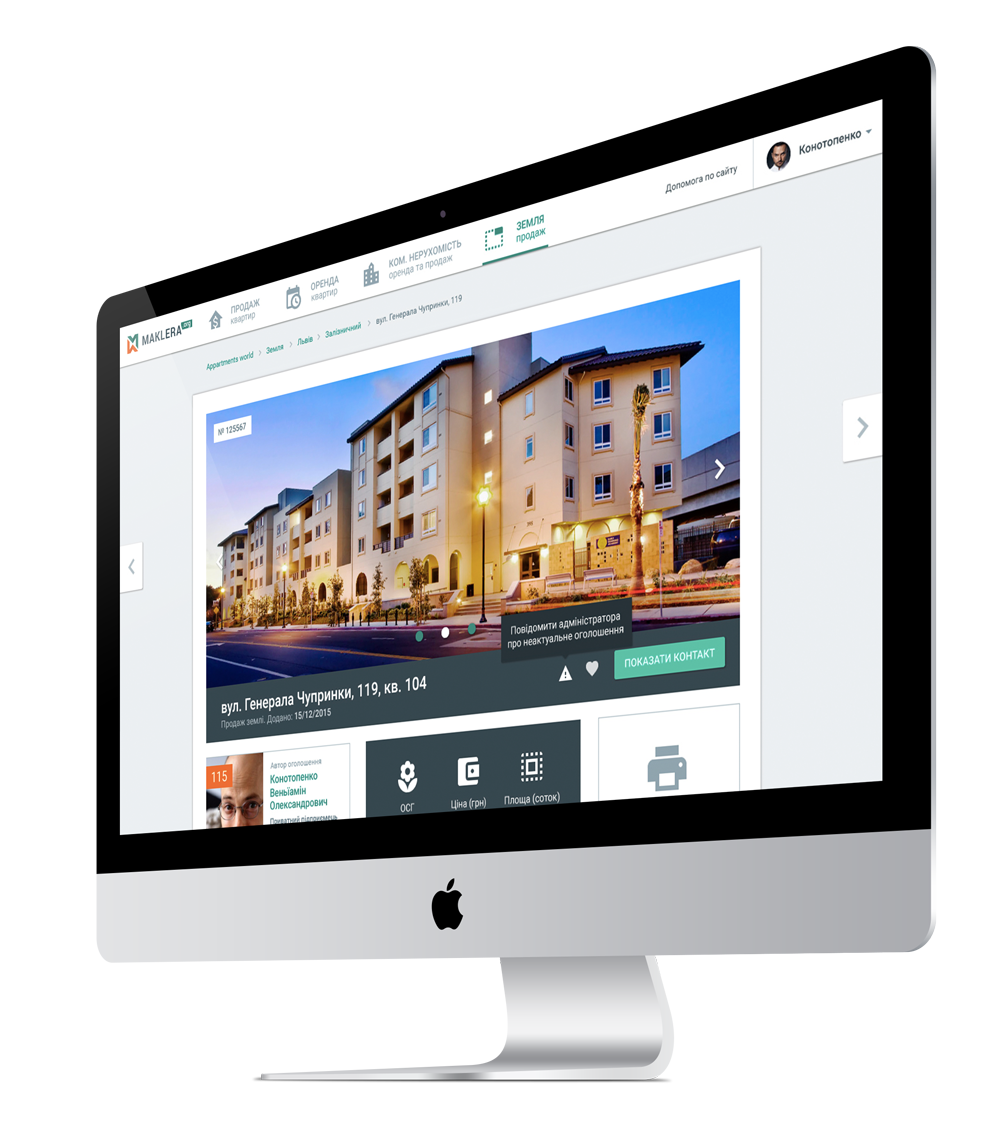 MAKLERA.org
ПРОДАЖ
квартир
ОРЕНДА
квартир
КОМ. НЕРУХОМІСТЬ
оренда та продаж
ЗЕМЛЯ
продаж
Допомога по сайту
Конотопенко
Appartments world > Земля > Львів > Залізничний > вул. Генерала Чупринки, 119
№ 125567
Повідомити адміністратора
про неактуальне оголошення
вул. Генерала Чупринки, 119, кв. 104
Продаж землі. Додано: 15/12/2015
ПОКАЗАТИ КОНТАКТ
115
Автор оголошення
Конотопенко
Веньіамін
Олександрович
Приватний підприємець
ОСГ
Ціна (грн)
Площа (соток)